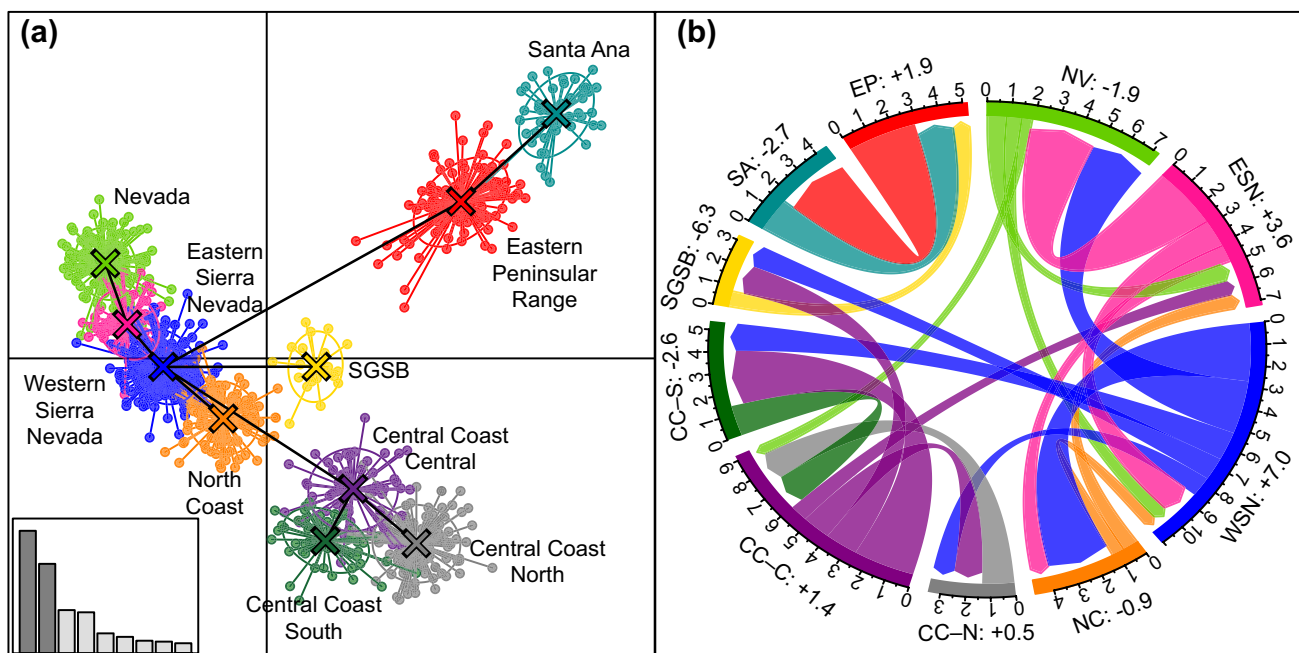 (a)
Santa Ana
Nevada
Eastern
Sierra
Nevada
Eastern
Peninsular
Range
Western
Sierra
Nevada
SGSB
North
Coast
Central Coast
Central
Central Coast
North
Central Coast
South
(b)
EP: +1.9
0 1 2 3 4 5
NV: -1.9
0 1 2 3 4 5 6 7
ESN: +3.6
0 1 2 3 4 5 6 7
WSN: +7.0
0 1 2 3 4 5 6 7 8 9 10
NC: -0.9
0 1 2 4
CC–N: +0.5
0 1 2 3
CC–C: +1.4
0 1 2 3 4 5 6 7 8 9
CC–S: -2.6
0 1 2 3 4 5
SGSB: -6.3
0 1 2 3
SA: -2.7
0 1 2 3 4